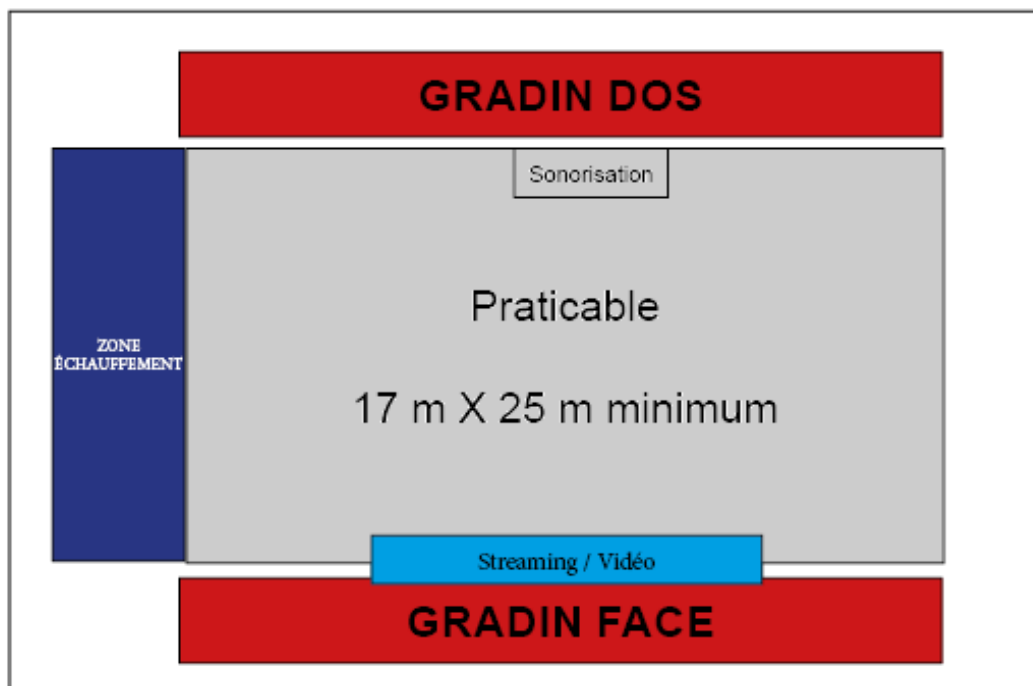 GRADIN DOS
Sonorisation
Praticable
ZONE
ÉCHAUFFEMENT
17 m X 25 m minimum
Streaming / Vidéo
GRADIN FACE